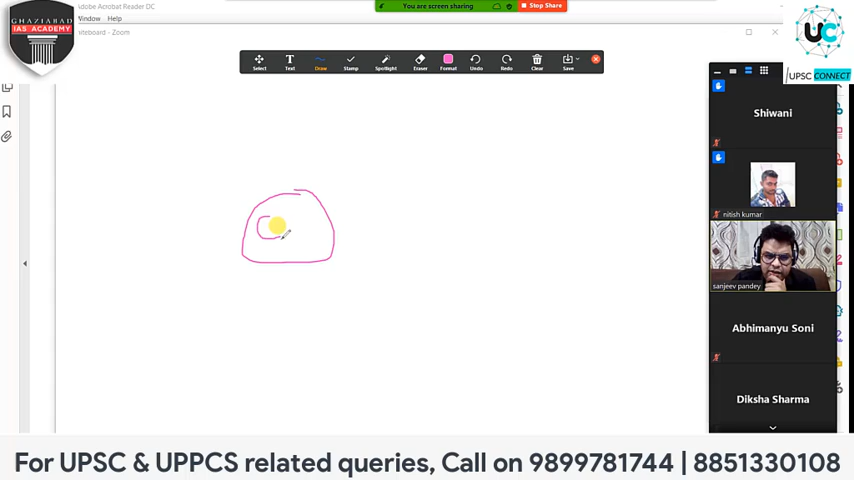 GHAZIABAD
IAS ACADEMY
Adobe Acrobat Reader DC
Window Help
You are screen sharing
Stop Share
UC
UPSC CONNECT
iteboard - Zoom
Select
Text
Draw
Stamp
Spotlight
Eraser
Format
Undo
Redo
Clear
Save
Shiwani
nitish kumar
sanjeev pandey
Abhimanyu Soni
Diksha Sharma
For UPSC & UPPCS related queries, Call on 9899781744 | 8851330108